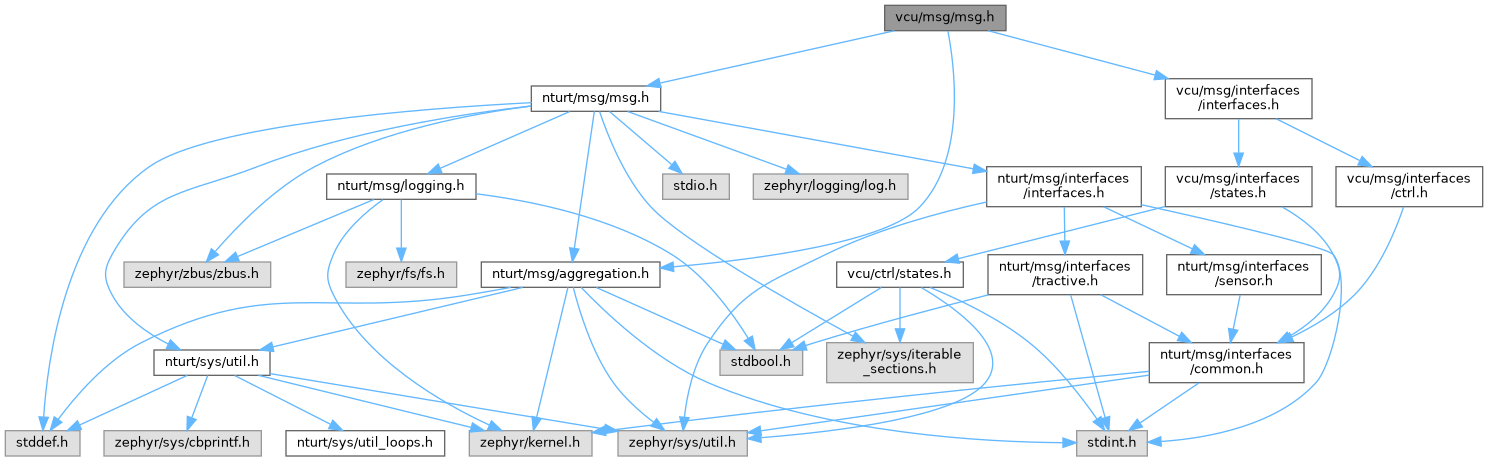 vcu/msg/msg.h
nturt/msg/msg.h
vcu/msg/interfaces
/interfaces.h
nturt/msg/logging.h
stdio.h
zephyr/logging/log.h
nturt/msg/interfaces
/interfaces.h
vcu/msg/interfaces
/states.h
vcu/msg/interfaces
/ctrl.h
zephyr/zbus/zbus.h
zephyr/fs/fs.h
nturt/msg/aggregation.h
vcu/ctrl/states.h
nturt/msg/interfaces
/tractive.h
nturt/msg/interfaces
/sensor.h
nturt/sys/util.h
stdbool.h
zephyr/sys/iterable
_sections.h
nturt/msg/interfaces
/common.h
stddef.h
zephyr/sys/cbprintf.h
nturt/sys/util_loops.h
zephyr/kernel.h
zephyr/sys/util.h
stdint.h